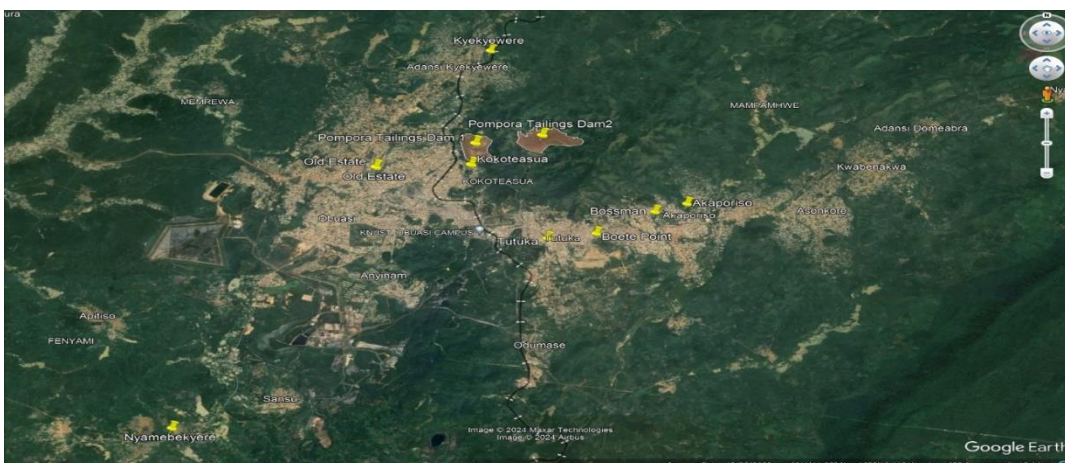 ura
Kyekyewere
Adansi Kyekyewere
MEMREWA
MAMPAMHWE
Pompora Tailings Dam 1
Pompora Tailings Dam2
Adansi Domeabra
Old Estate
Old Estate
Kokoteasua
KOKOTEASUA
Kwabenakwa
Bossman
Akaporiso
Akaporiso
Asonkore
Obuasi
KNUST OBUASI CAMPUS
Tutuka
Tutuka
Boete Point
Anyinam
Apitiso
FENYAMI
Odumase
Sansu
Nyamebekyere
Image © 2024 Maxar Technologies
Image © 2024 Airbus
Google Earth
N